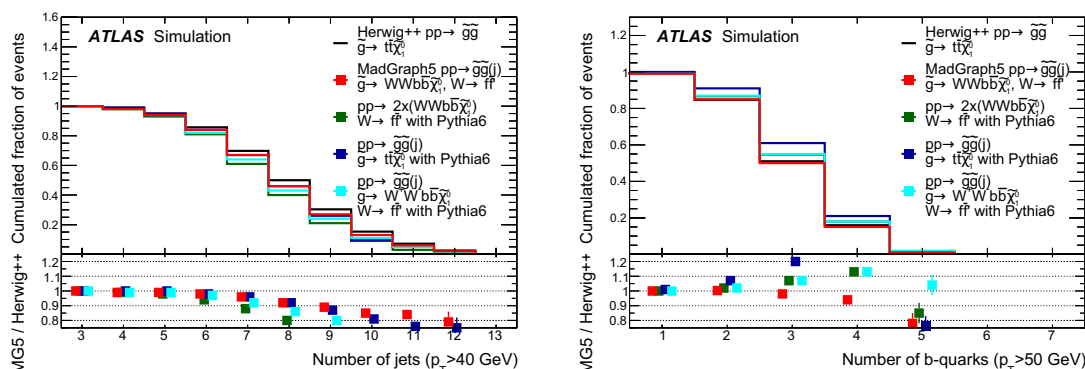 ATLAS Simulation
Herwig++ pp→ g̃g̃
g̃→ tt̄χ̃⁰₁
MadGraph5 pp→g̃g̃(j)
g̃→ WWbb̄χ̃⁰₁, W→ ff̄'
pp→ 2x(WWbb̄χ̃⁰₁)
W→ ff̄' with Pythia6
pp→ g̃g̃(j)
g̃→ tt̄χ̃⁰₁ with Pythia6
pp→ g̃g̃(j)
g̃→ W⁺W⁻bb̄χ̃⁰₁
W→ ff̄' with Pythia6
Cumulated fraction of events
1.6
1.4
1.2
1
0.8
0.6
0.4
0.2
MG5 / Herwig++
1.2
1.1
1.0
0.9
0.8
3 4 5 6 7 8 9 10 11 12 13
Number of jets (p_T>40 GeV)
ATLAS Simulation
Herwig++ pp→ g̃g̃
g̃→ tt̄χ̃⁰₁
MadGraph5 pp→g̃g̃(j)
g̃→ WWbb̄χ̃⁰₁, W→ ff̄'
pp→ 2x(WWbb̄χ̃⁰₁)
W→ ff̄' with Pythia6
pp→ g̃g̃(j)
g̃→ tt̄χ̃⁰₁ with Pythia6
pp→ g̃g̃(j)
g̃→ W⁺W⁻bb̄χ̃⁰₁
W→ ff̄' with Pythia6
Cumulated fraction of events
1.2
1
0.8
0.6
0.4
0.2
MG5 / Herwig++
1.2
1.1
1.0
0.9
0.8
1 2 3 4 5 6 7
Number of b-quarks (p_T>50 GeV)